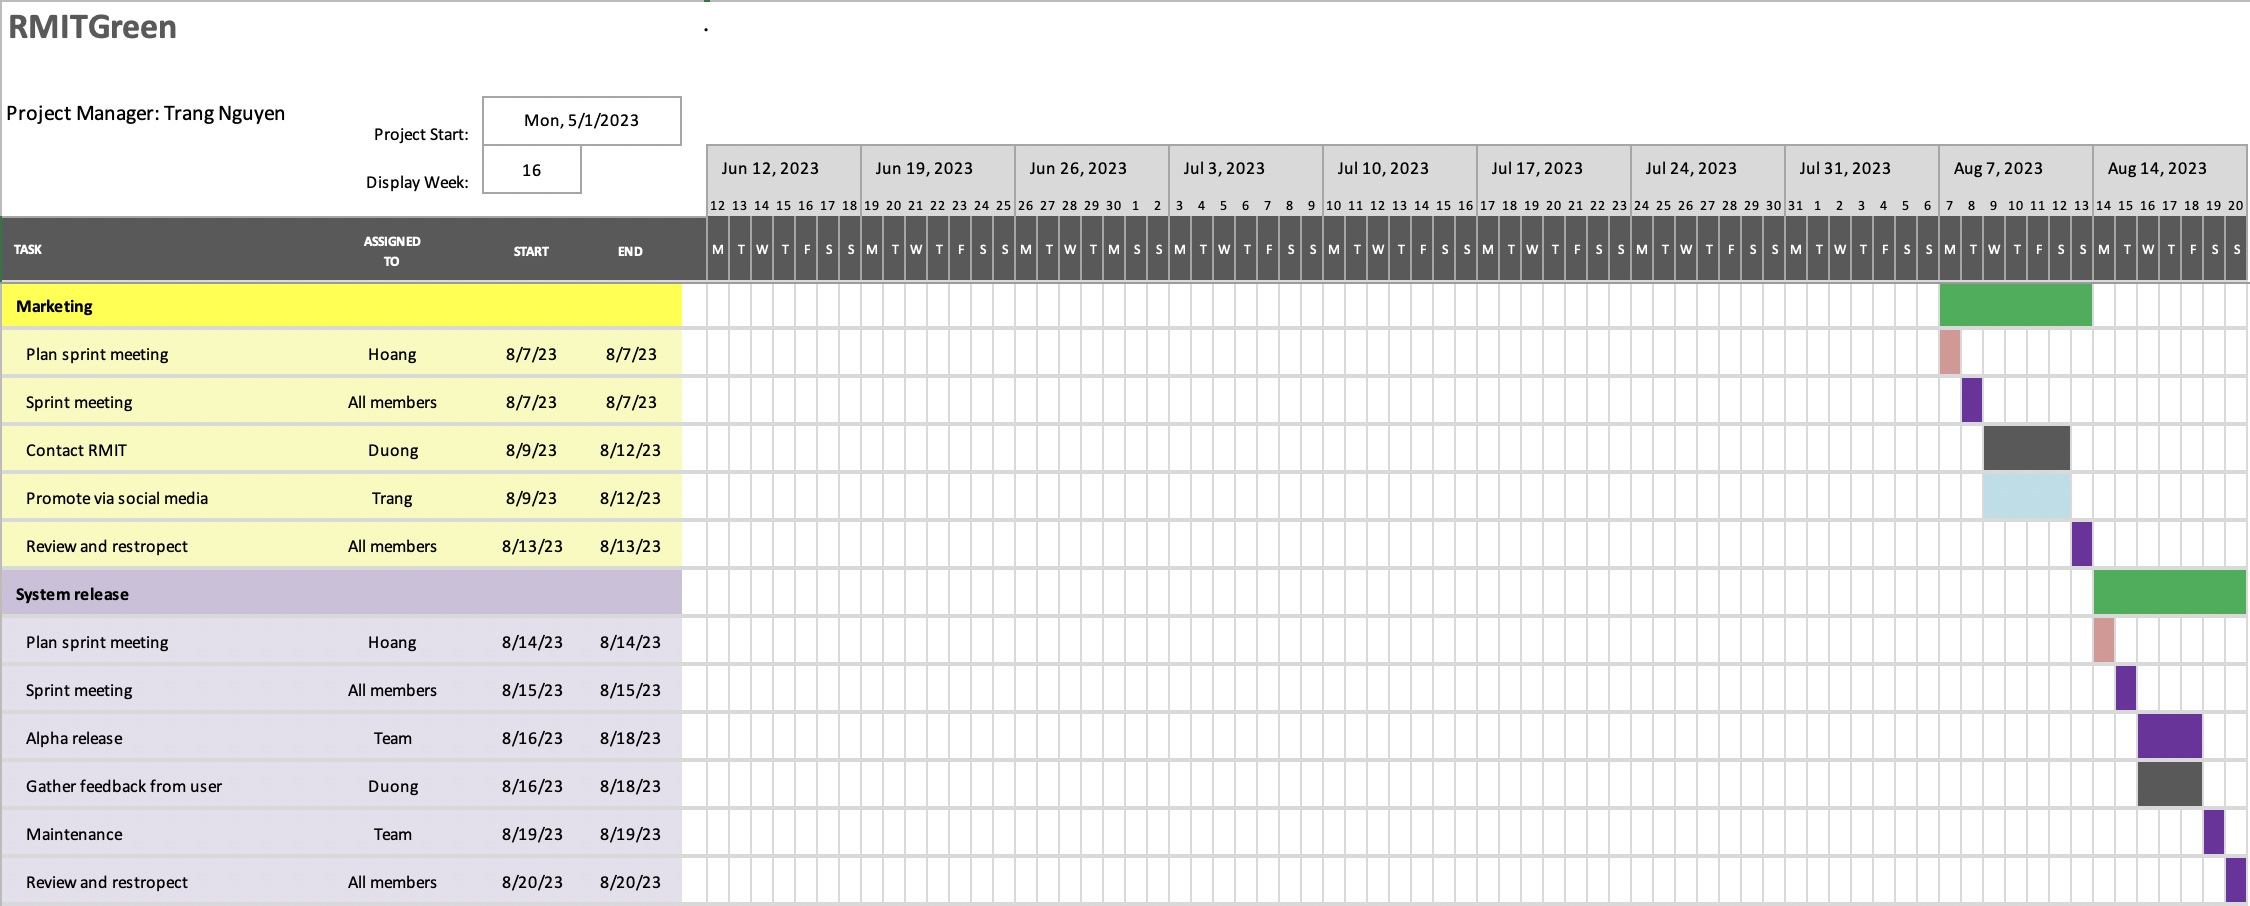 RMITGreen
.
Project Manager: Trang Nguyen
Project Start: Mon, 5/1/2023
Display Week: 16
Jun 12, 2023 Jun 19, 2023 Jun 26, 2023 Jul 3, 2023 Jul 10, 2023 Jul 17, 2023 Jul 24, 2023 Jul 31, 2023 Aug 7, 2023 Aug 14, 2023
12 13 14 15 16 17 18 19 20 21 22 23 24 25 26 27 28 29 30 1 2 3 4 5 6 7 8 9 10 11 12 13 14 15 16 17 18 19 20 21 22 23 24 25 26 27 28 29 30 31 1 2 3 4 5 6 7 8 9 10 11 12 13 14 15 16 17 18 19 20
TASK ASSIGNED TO START END M T W T F S S M T W T F S S M T W T M S S M T W T F S S M T W T F S S M T W T F S S M T W T F S S M T W T F S S M T W T F S S M T W T F S S
Marketing
Plan sprint meeting Hoang 8/7/23 8/7/23
Sprint meeting All members 8/7/23 8/7/23
Contact RMIT Duong 8/9/23 8/12/23
Promote via social media Trang 8/9/23 8/12/23
Review and restropect All members 8/13/23 8/13/23
System release
Plan sprint meeting Hoang 8/14/23 8/14/23
Sprint meeting All members 8/15/23 8/15/23
Alpha release Team 8/16/23 8/18/23
Gather feedback from user Duong 8/16/23 8/18/23
Maintenance Team 8/19/23 8/19/23
Review and restropect All members 8/20/23 8/20/23